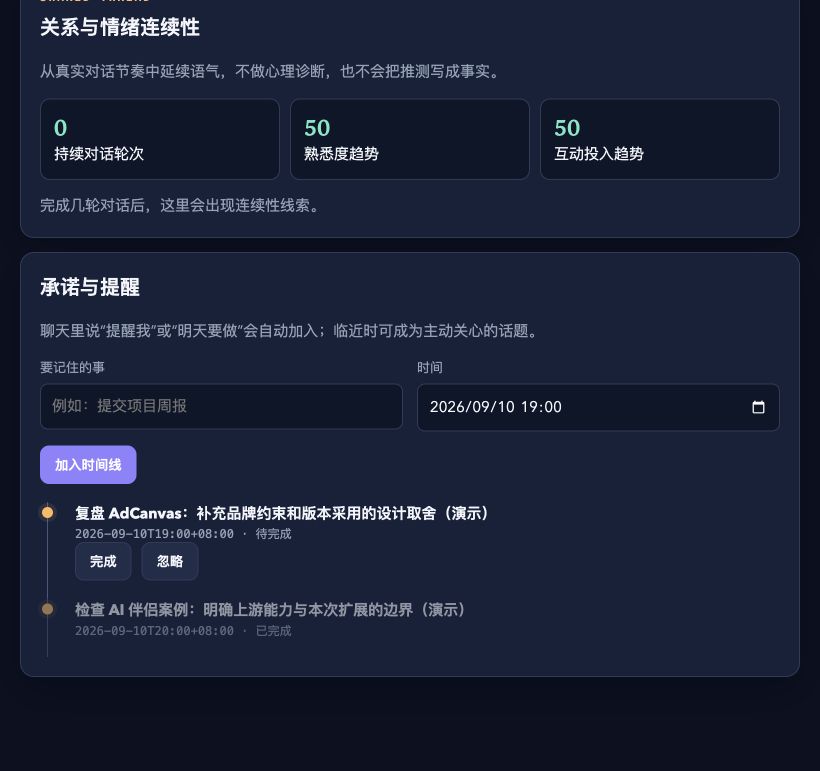 关系与情绪连续性
从真实对话节奏中延续语气，不做心理诊断，也不会把推测写成事实。
0
持续对话轮次
50
熟悉度趋势
50
互动投入趋势
完成几轮对话后，这里会出现连续性线索。
承诺与提醒
聊天里说“提醒我”或“明天要做”会自动加入；临近时可成为主动关心的话题。
要记住的事
例如：提交项目周报
时间
2026/09/10 19:00
加入时间线
复盘 AdCanvas：补充品牌约束和版本采用的设计取舍（演示）
2026-09-10T19:00+08:00 · 待完成
完成
忽略
检查 AI 伴侣案例：明确上游能力与本次扩展的边界（演示）
2026-09-10T20:00+08:00 · 已完成